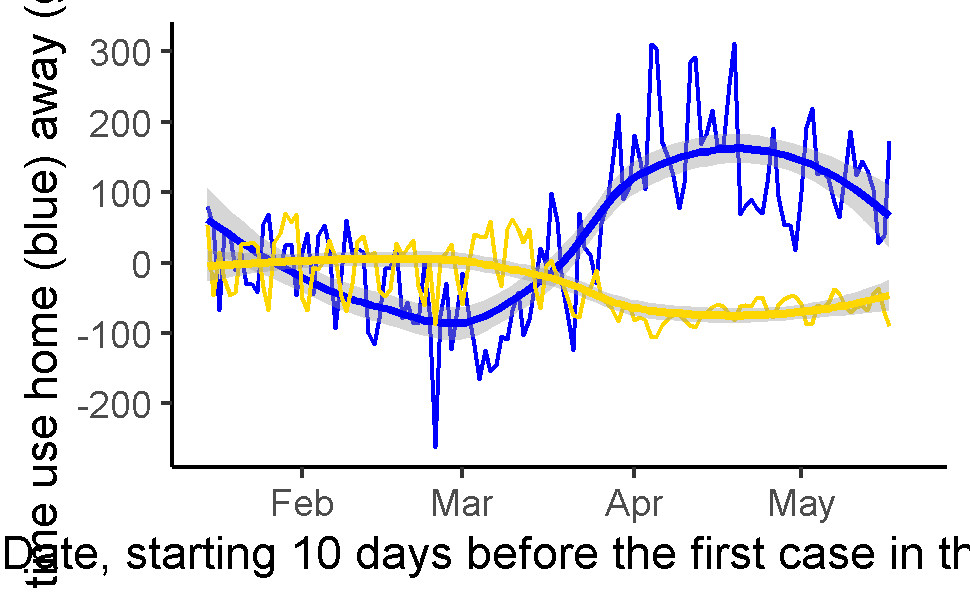 time use home (blue) away (
300
200
100
0
-100
-200
Feb Mar Apr May
Date, starting 10 days before the first case in th